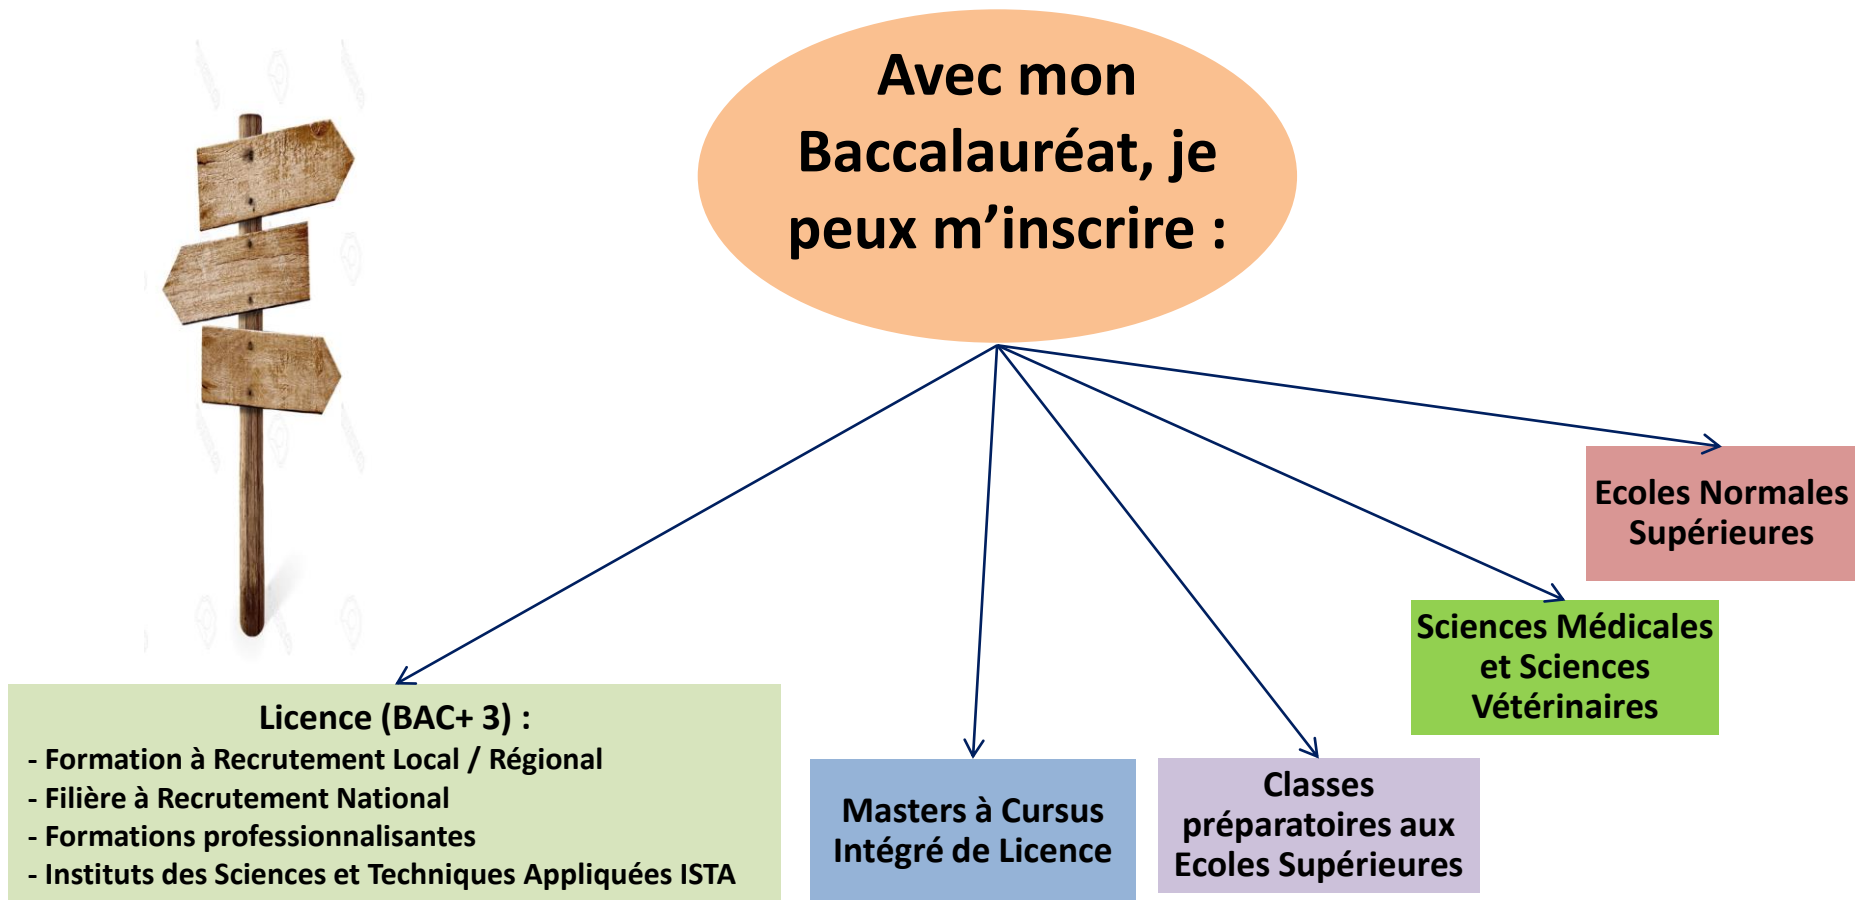 Avec mon
Baccalauréat, je
peux m’inscrire :
Ecoles Normales
Supérieures
Sciences Médicales
et Sciences
Vétérinaires
Licence (BAC+ 3) :
- Formation à Recrutement Local / Régional
- Filière à Recrutement National
- Formations professionnalisantes
- Instituts des Sciences et Techniques Appliquées ISTA
Masters à Cursus
Intégré de Licence
Classes
préparatoires aux
Ecoles Supérieures